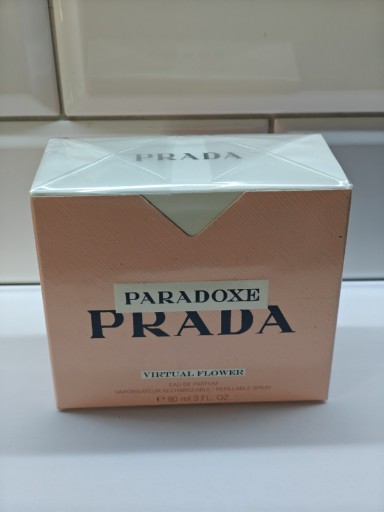 PRADA
PARADOXE
PRADA
VIRTUAL FLOWER
EAU DE PARFUM
VAPORISATEUR RECHARGEABLE / REFILLABLE SPRAY
℮ 90 ml 3 FL. OZ